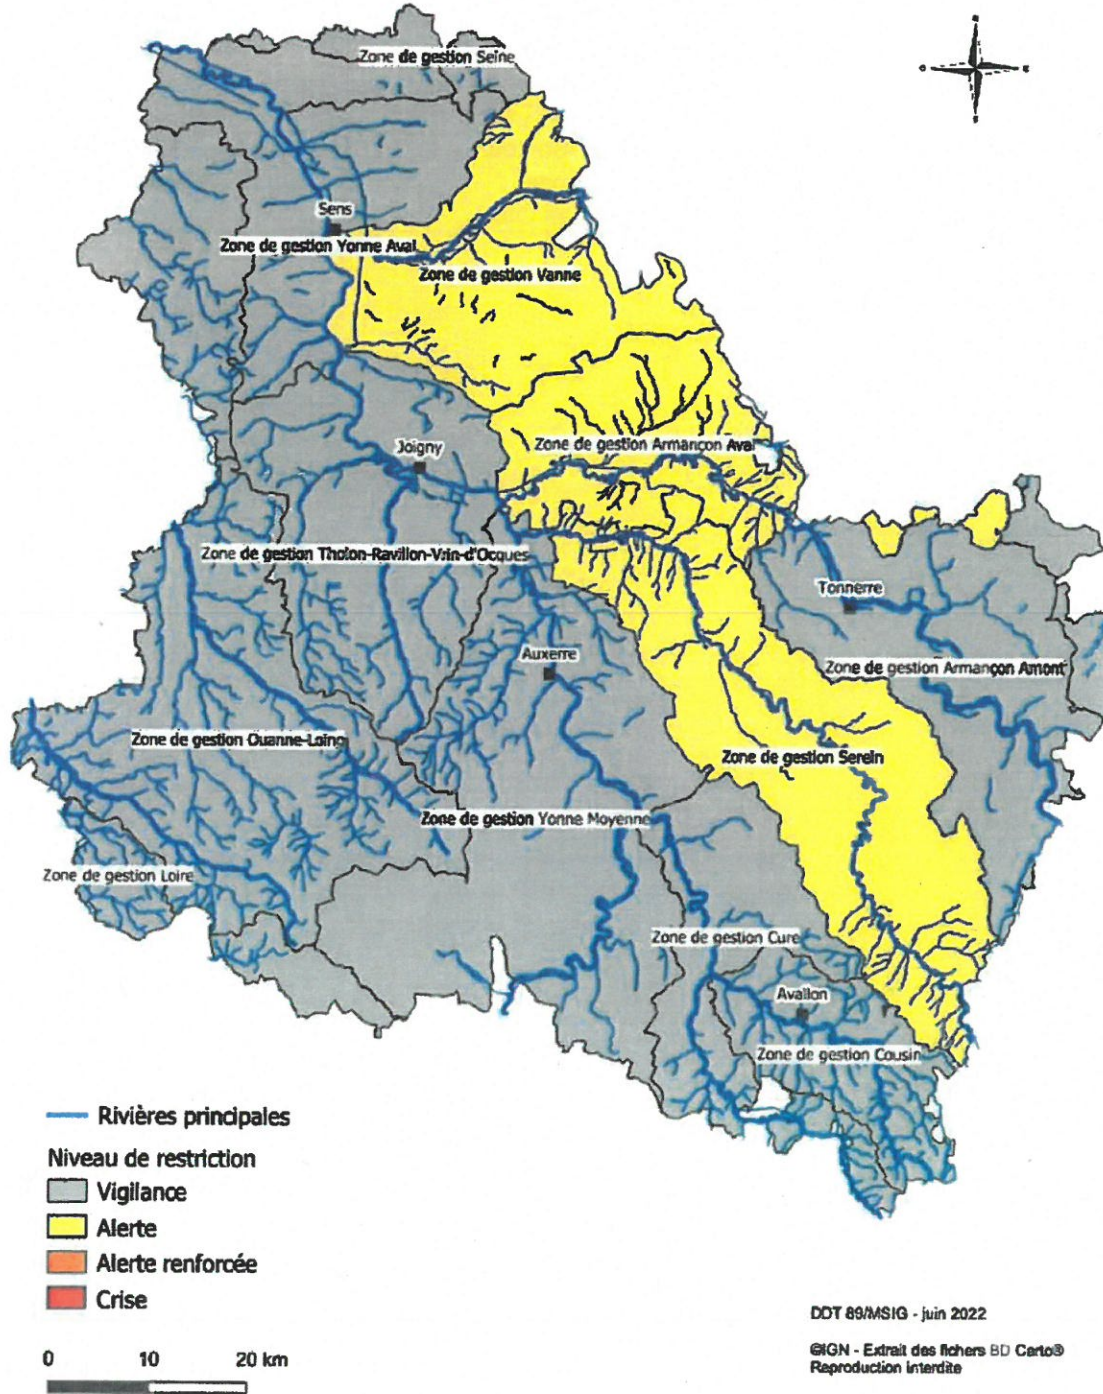 Zone de gestion Seine
Sens
Zone de gestion Yonne Aval
Zone de gestion Vanne
Zone de gestion Armançon Aval
Joigny
Zone de gestion Tholon-Ravillon-Vrin-d'Ocques
Tonnerre
Auxerre
Zone de gestion Armançon Amont
Zone de gestion Ouanne-Loing
Zone de gestion Serein
Zone de gestion Yonne Moyenne
Zone de gestion Loire
Zone de gestion Cure
Avallon
Zone de gestion Cousin
Rivières principales
Niveau de restriction
Vigilance
Alerte
Alerte renforcée
Crise
0 10 20 km
DDT 89/MSIG - juin 2022
©IGN - Extrait des fichers BD Carto®
Reproduction interdite